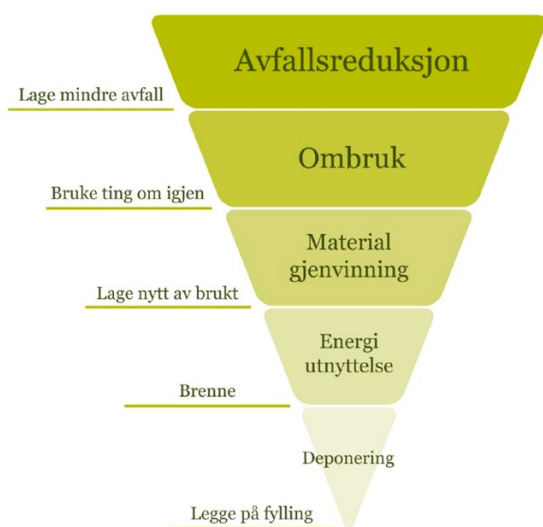 Avfallsreduksjon
Lage mindre avfall
Ombruk
Bruke ting om igjen
Material
gjenvinning
Lage nytt av brukt
Energi
utnyttelse
Brenne
Deponering
Legge på fylling